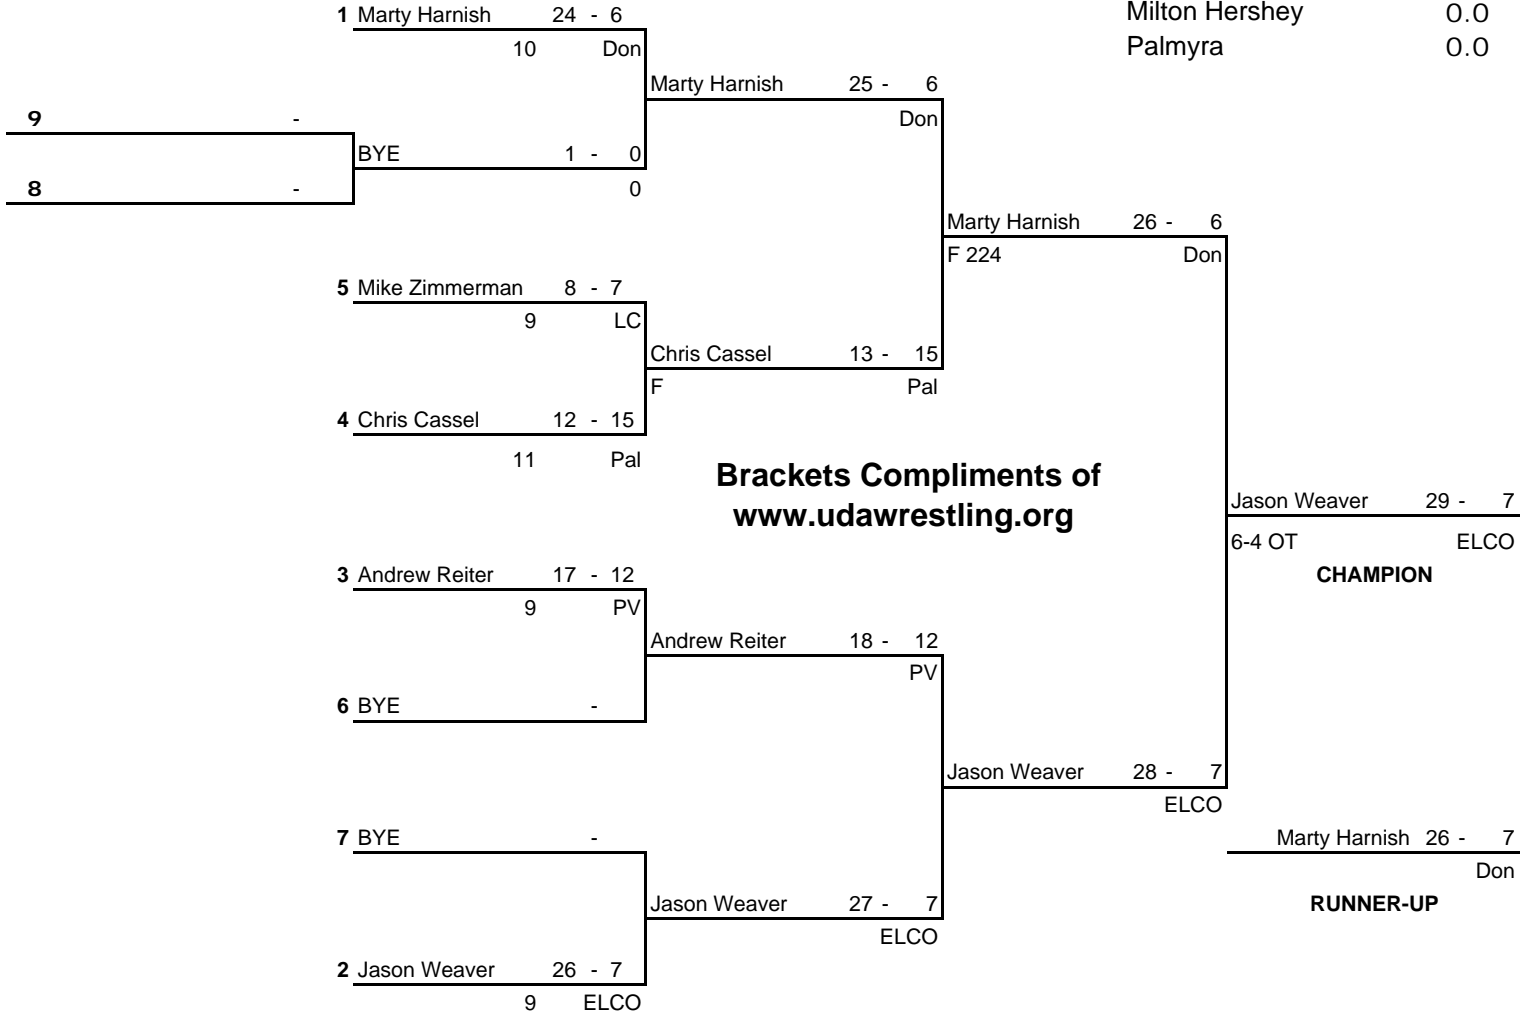 Milton Hershey 0.0
1 Marty Harnish 24 - 6
Palmyra 0.0
10 Don
Marty Harnish 25 - 6
9 -
Don
BYE 1 - 0
8 -
0
Marty Harnish 26 - 6
F 224 Don
5 Mike Zimmerman 8 - 7
9 LC
Chris Cassel 13 - 15
F Pal
4 Chris Cassel 12 - 15
11 Pal
Brackets Compliments of
www.udawrestling.org
Jason Weaver 29 - 7
6-4 OT ELCO
CHAMPION
3 Andrew Reiter 17 - 12
9 PV
Andrew Reiter 18 - 12
PV
6 BYE -
Jason Weaver 28 - 7
ELCO
7 BYE -
Marty Harnish 26 - 7
Don
RUNNER-UP
Jason Weaver 27 - 7
ELCO
2 Jason Weaver 26 - 7
9 ELCO